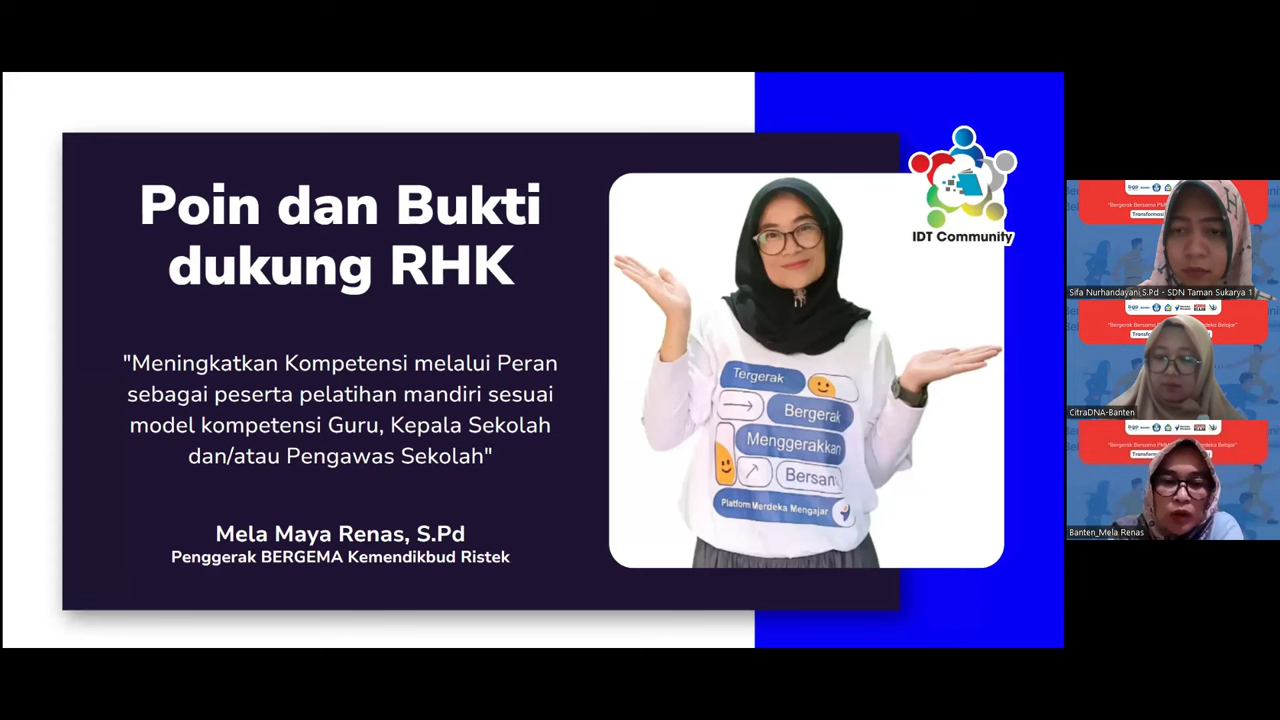 Poin dan Bukti
dukung RHK
"Meningkatkan Kompetensi melalui Peran
sebagai peserta pelatihan mandiri sesuai
model kompetensi Guru, Kepala Sekolah
dan/atau Pengawas Sekolah"
Mela Maya Renas, S.Pd
Penggerak BERGEMA Kemendikbud Ristek
IDT Community
Tergerak
Bergerak
Menggerakkan
Bersam
Platfom Merdeka Mengajar
Sifa Nurhandayani,S.Pd - SDN Taman Sukarya 1
CitraDNA-Banten
Banten_Mela Renas